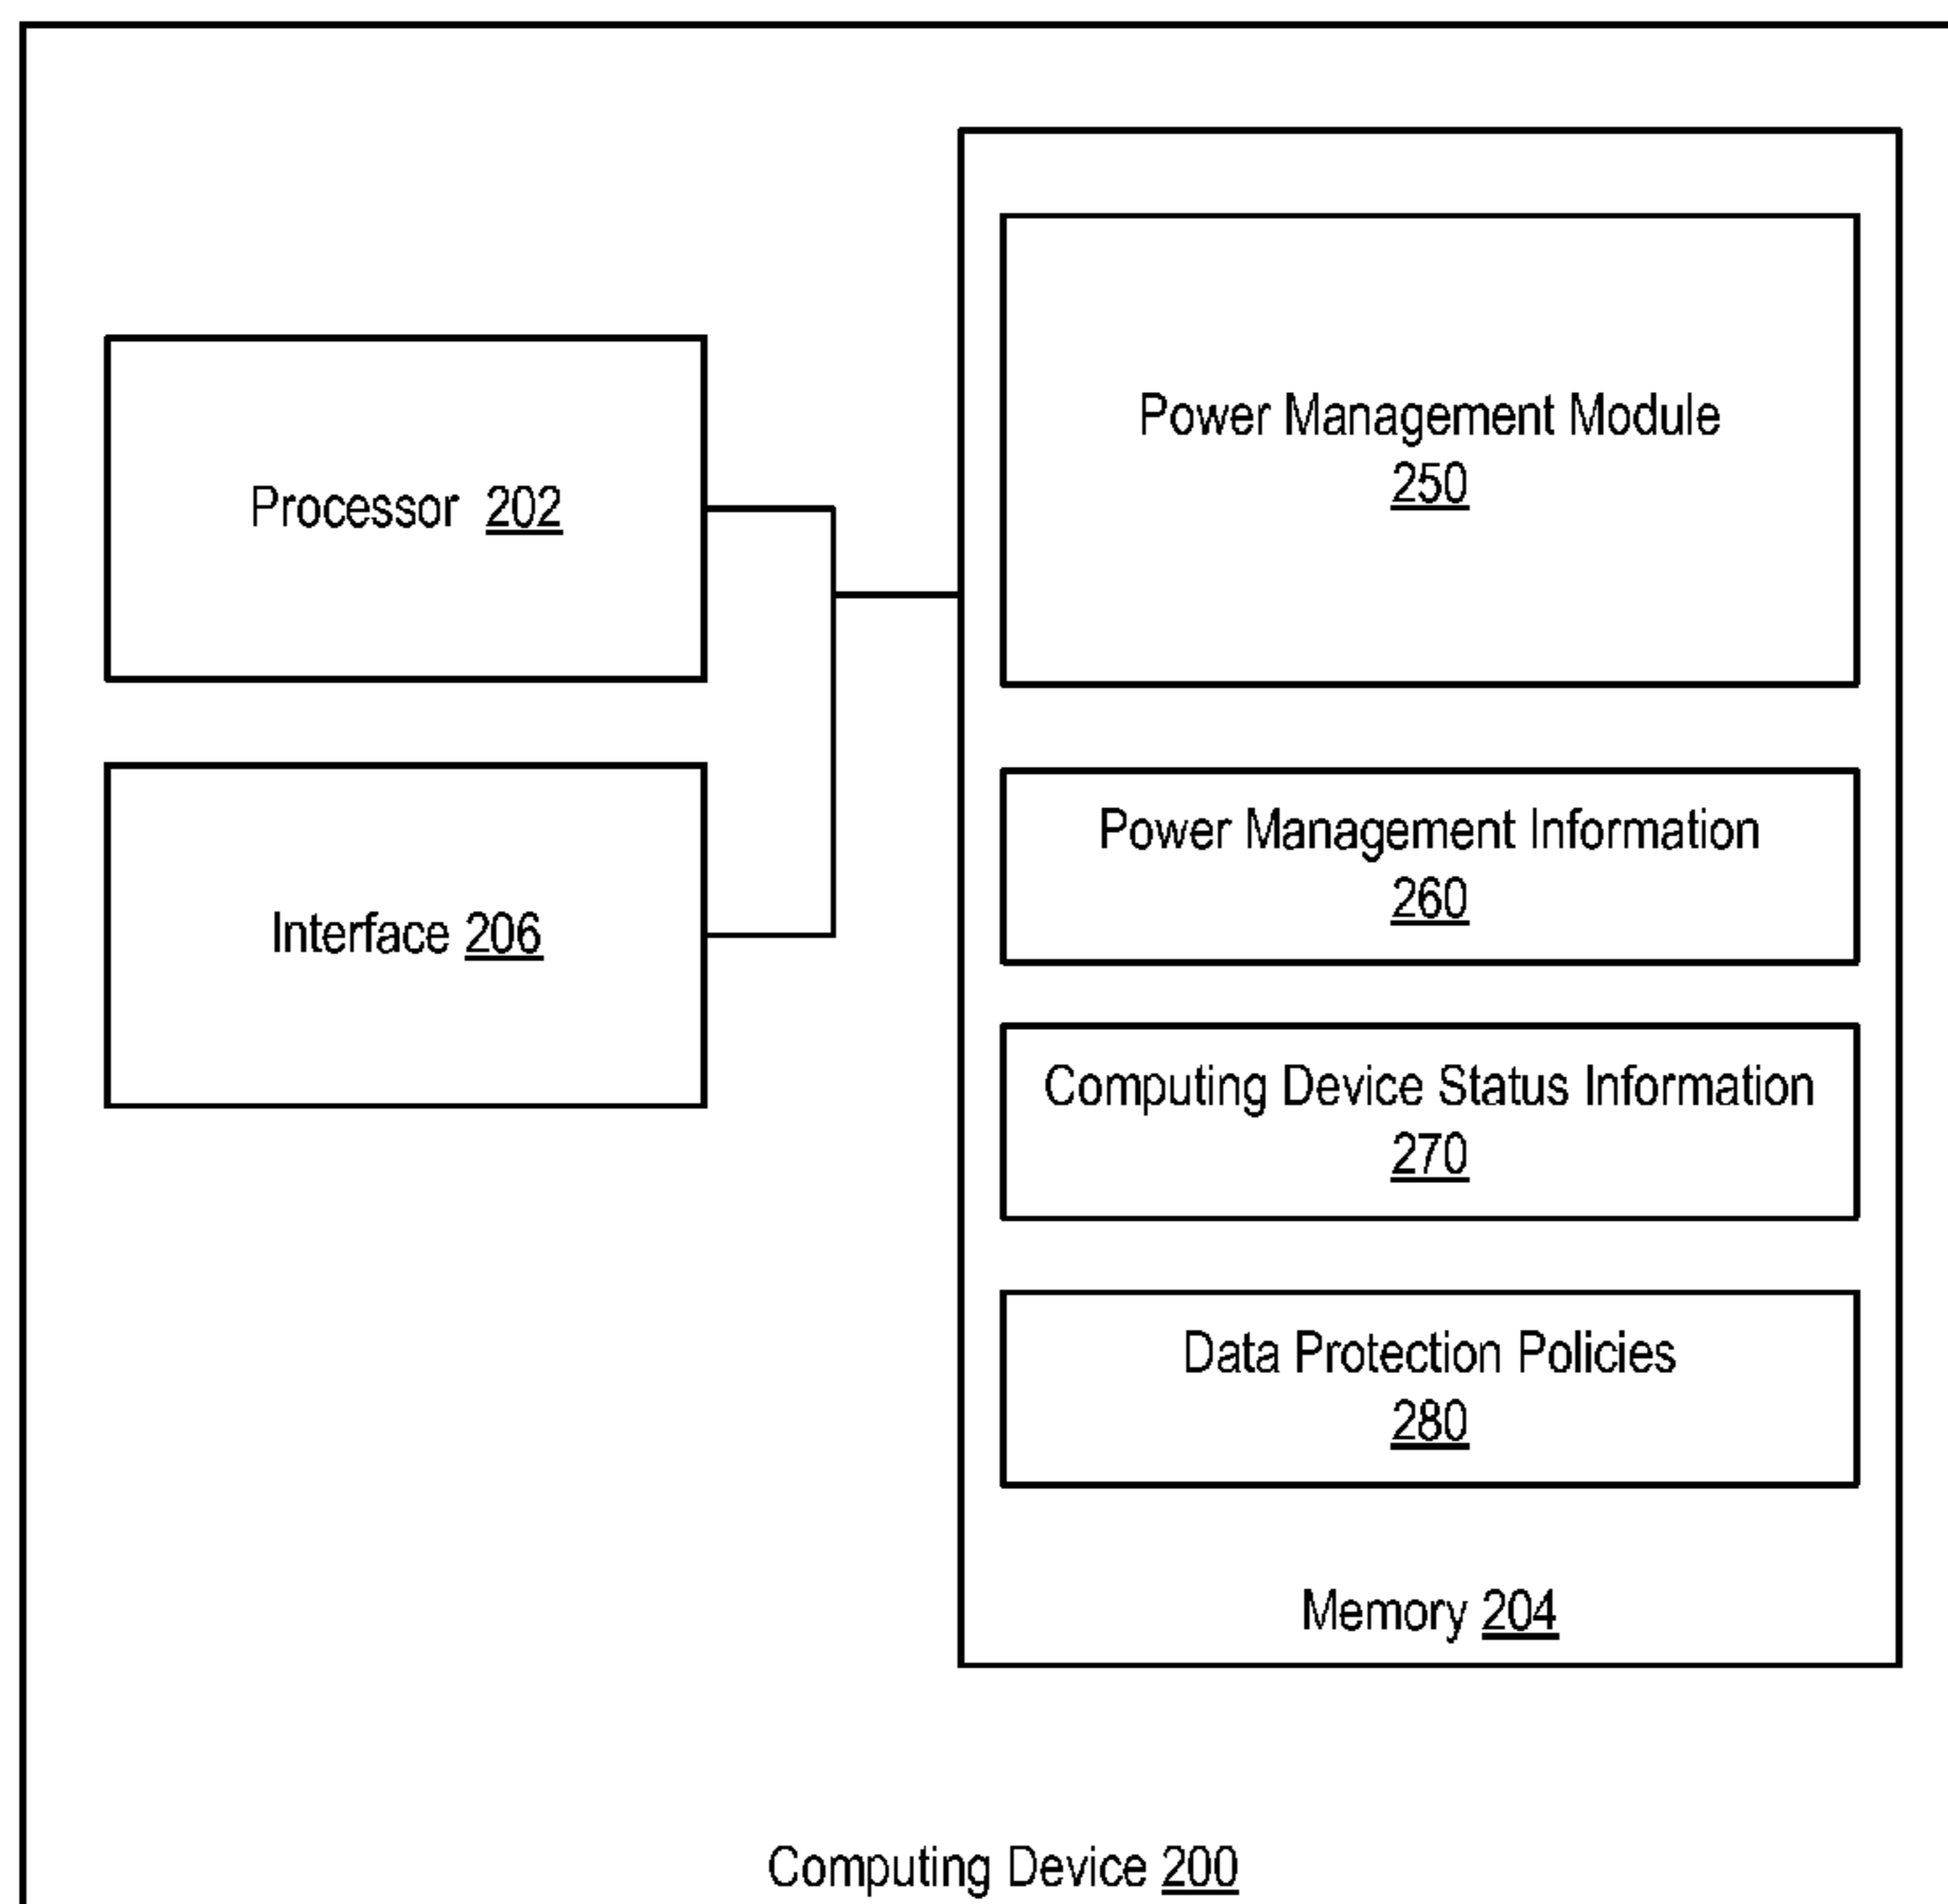 Processor 202
Interface 206
Power Management Module
250
Power Management Information
260
Computing Device Status Information
270
Data Protection Policies
280
Memory 204
Computing Device 200